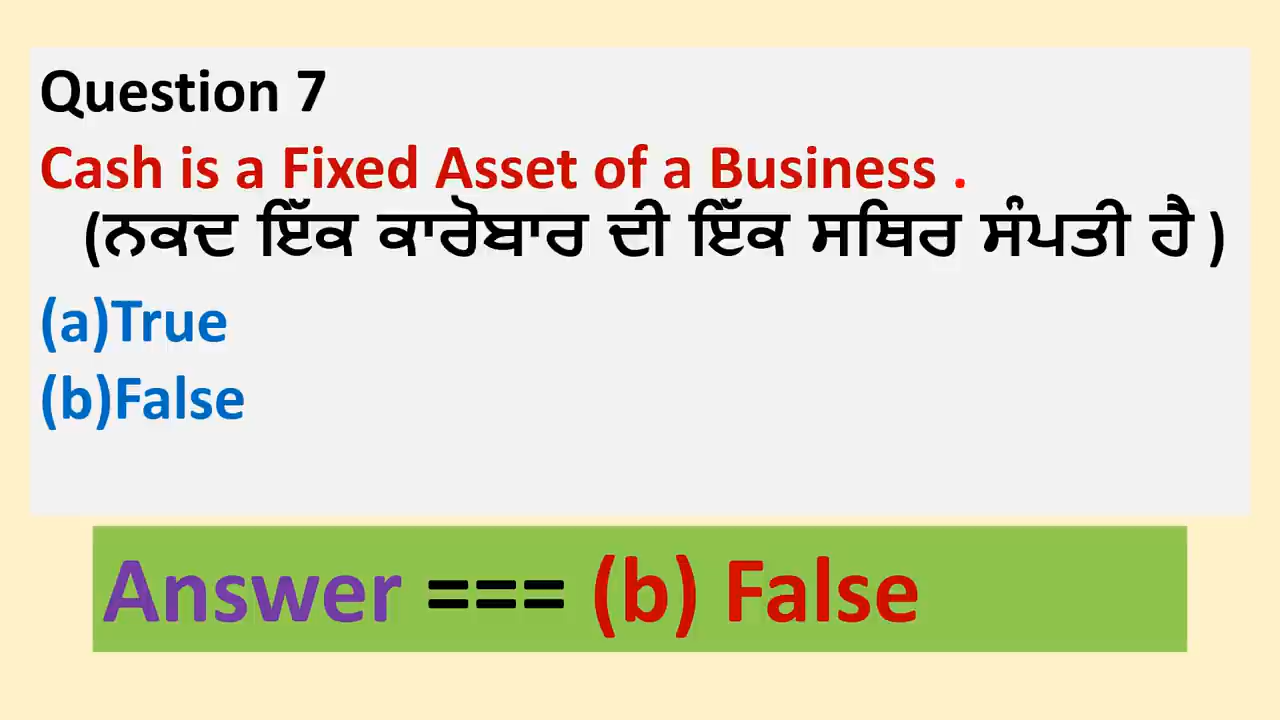 Question 7
Cash is a Fixed Asset of a Business .
(ਨਕਦ ਇੱਕ ਕਾਰੋਬਾਰ ਦੀ ਇੱਕ ਸਥਿਰ ਸੰਪਤੀ ਹੈ )
(a)True
(b)False
Answer === (b) False